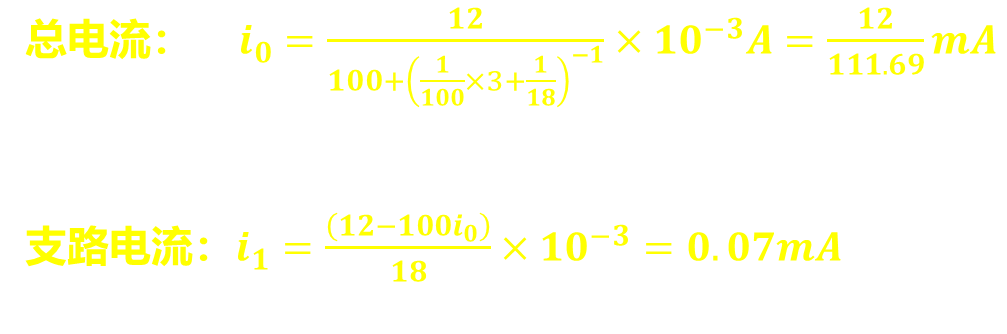 总电流： i₀ = 12 / (100+(1/100×3+1/18)⁻¹) × 10⁻³A = 12/111.69 mA
支路电流：i₁ = (12−100i₀)/18 × 10⁻³ = 0.07mA